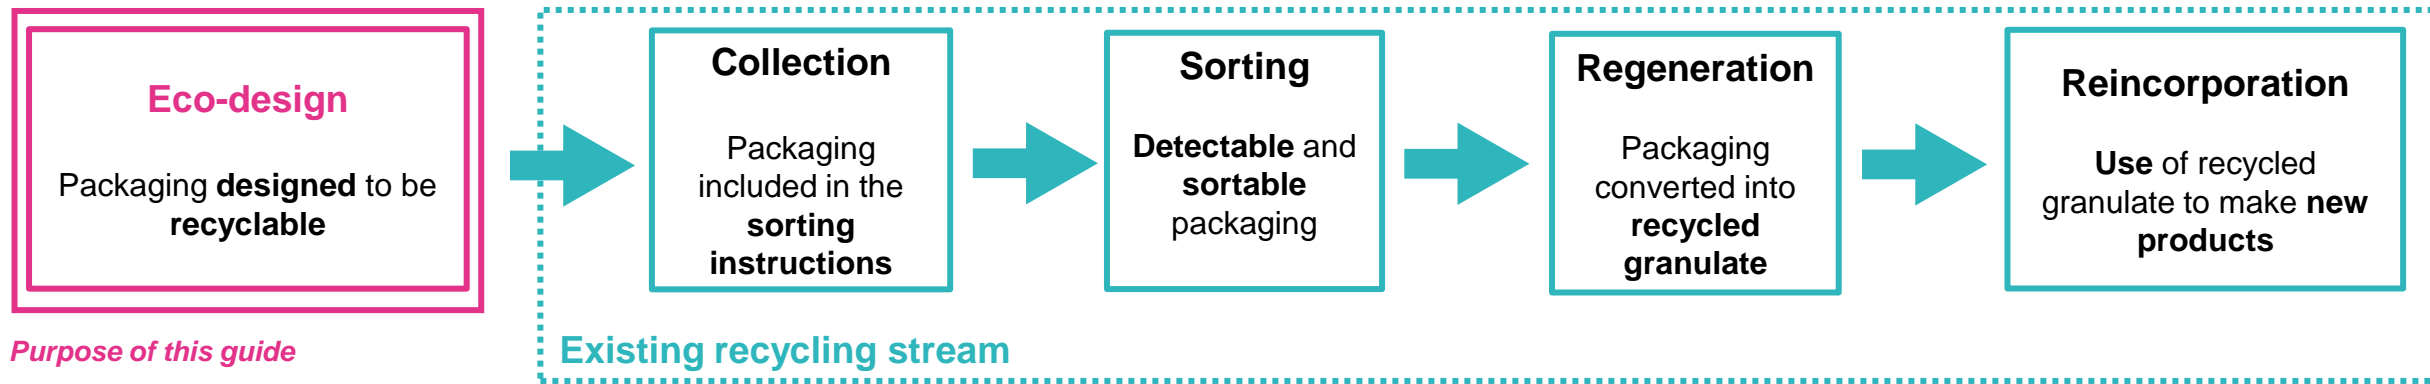 Eco-design
Packaging designed to be
recyclable
Purpose of this guide
Collection
Packaging
included in the
sorting
instructions
Sorting
Detectable and
sortable
packaging
Regeneration
Packaging
converted into
recycled
granulate
Reincorporation
Use of recycled
granulate to make new
products
Existing recycling stream